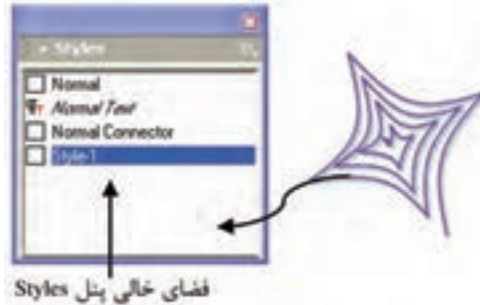 Styles
Normal
Normal Text
Normal Connector
Style-1
فضای خالی پنل Styles